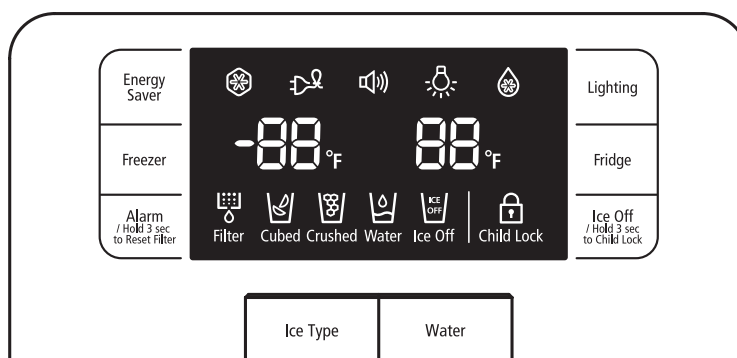 Energy
Saver
Lighting
-88 °F 88 °F
Freezer
Fridge
Alarm
/ Hold 3 sec
to Reset Filter
ICE
OFF
Filter Cubed Crushed Water Ice Off Child Lock
Ice Off
/ Hold 3 sec
to Child Lock
Ice Type Water